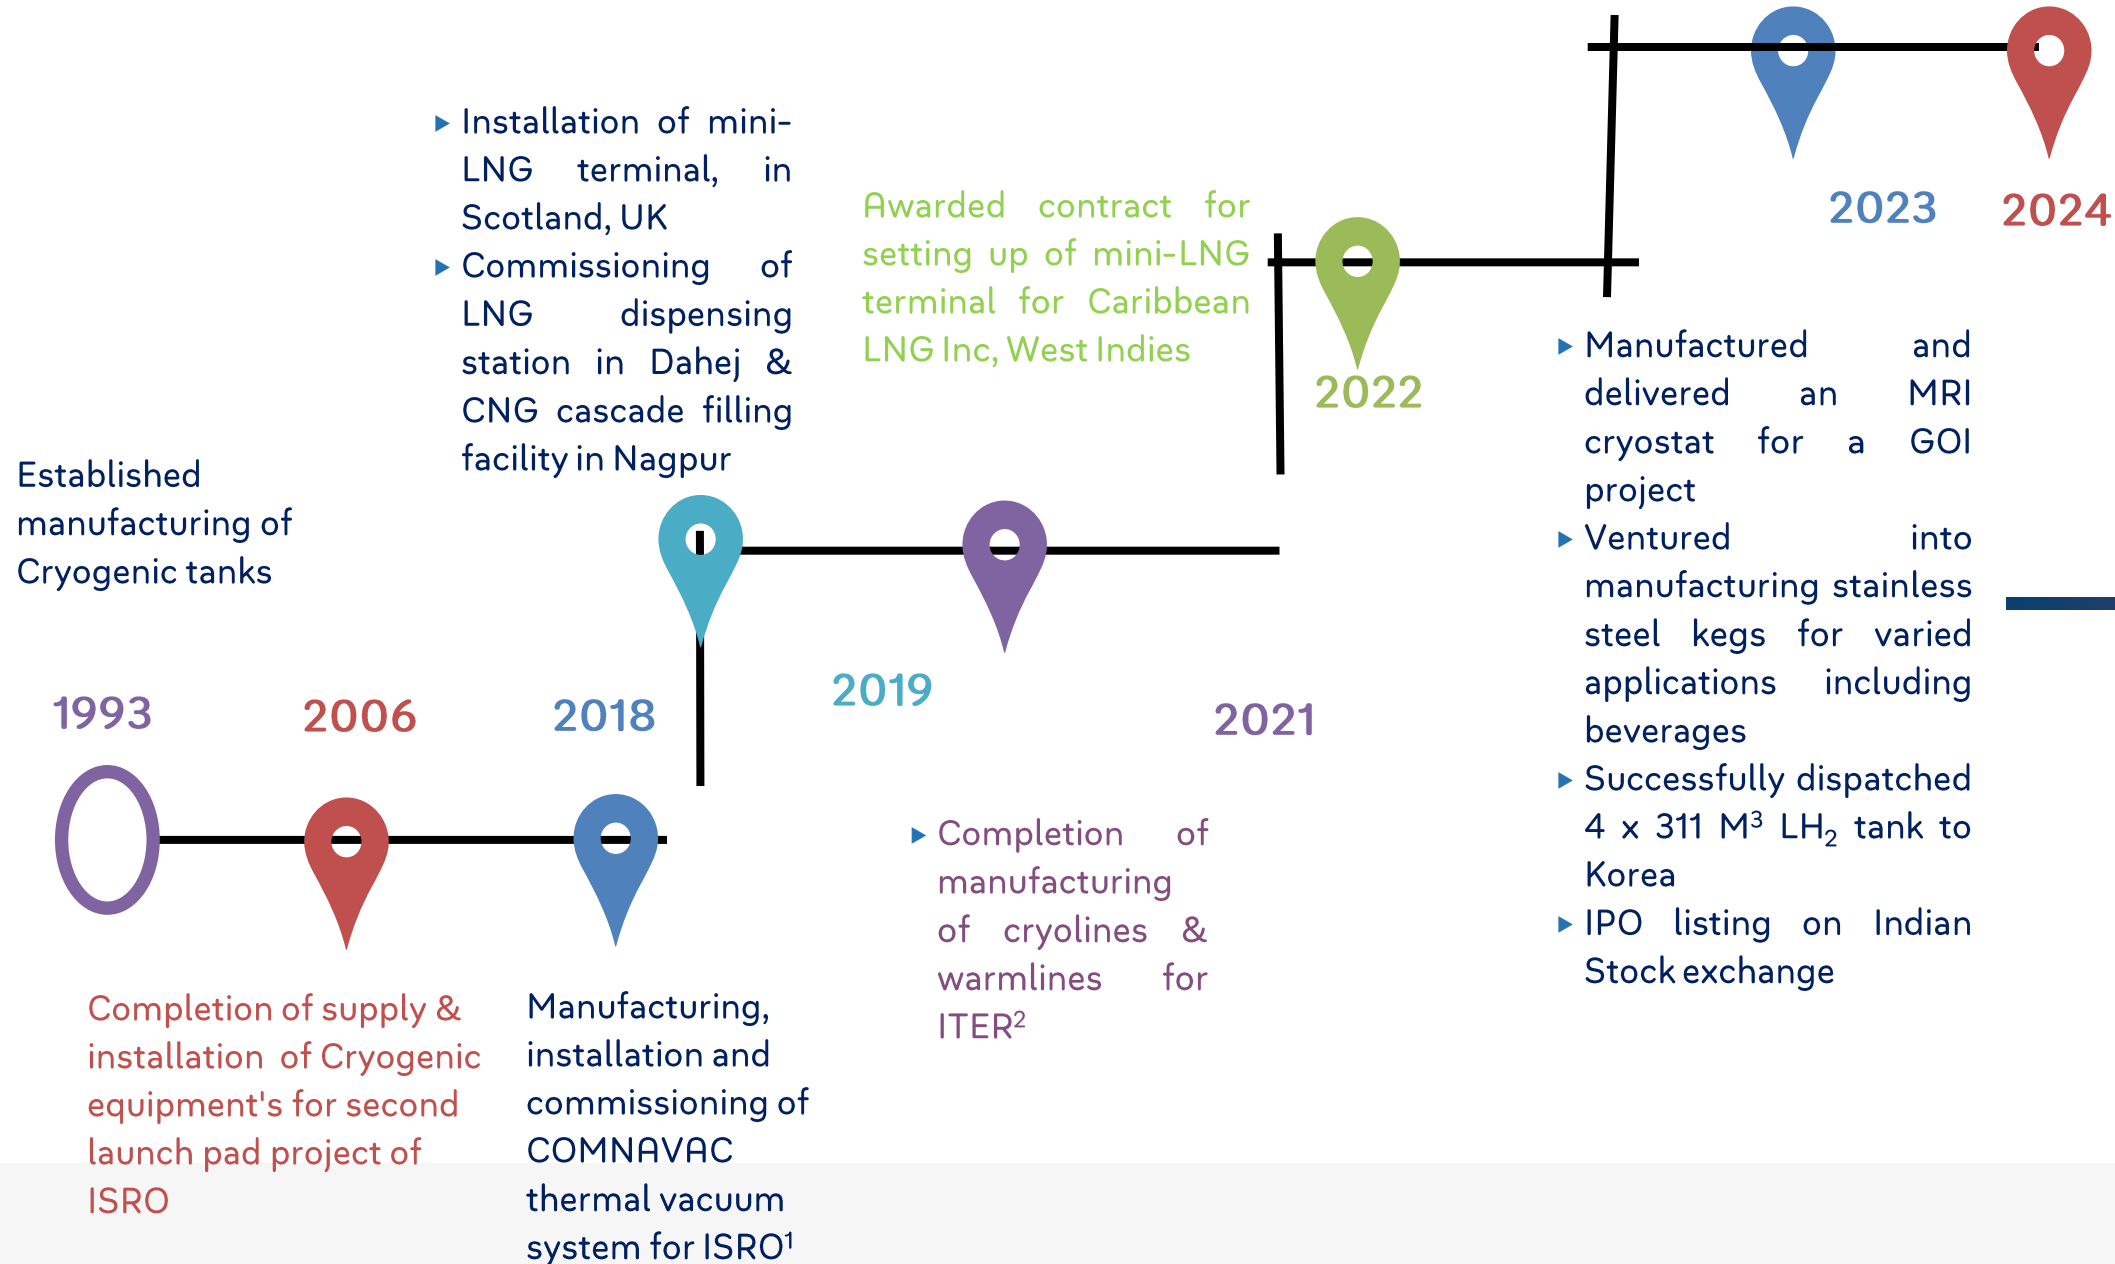 1993
Established
manufacturing of
Cryogenic tanks
2006
Completion of supply &
installation of Cryogenic
equipment's for second
launch pad project of
ISRO
2018
Manufacturing,
installation and
commissioning of
COMNAVAC
thermal vacuum
system for ISRO¹
▸ Installation of mini-
LNG terminal, in
Scotland, UK
▸ Commissioning of
LNG dispensing
station in Dahej &
CNG cascade filling
facility in Nagpur
2019
2021
▸ Completion of
manufacturing
of cryolines &
warmlines for
ITER²
Awarded contract for
setting up of mini-LNG
terminal for Caribbean
LNG Inc, West Indies
2022
2023
2024
▸ Manufactured and
delivered an MRI
cryostat for a GOI
project
▸ Ventured into
manufacturing stainless
steel kegs for varied
applications including
beverages
▸ Successfully dispatched
4 x 311 M³ LH₂ tank to
Korea
▸ IPO listing on Indian
Stock exchange